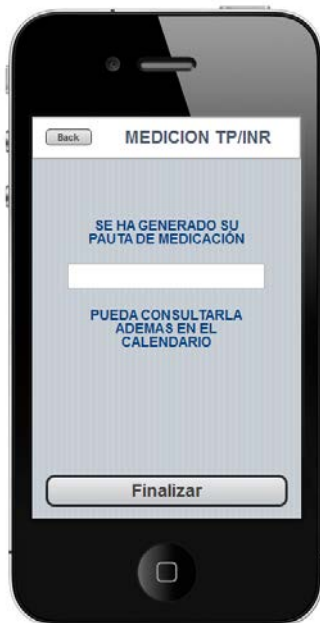 Back
MEDICION TP/INR
SE HA GENERADO SU
PAUTA DE MEDICACIÓN
PUEDA CONSULTARLA
ADEMAS EN EL
CALENDARIO
Finalizar